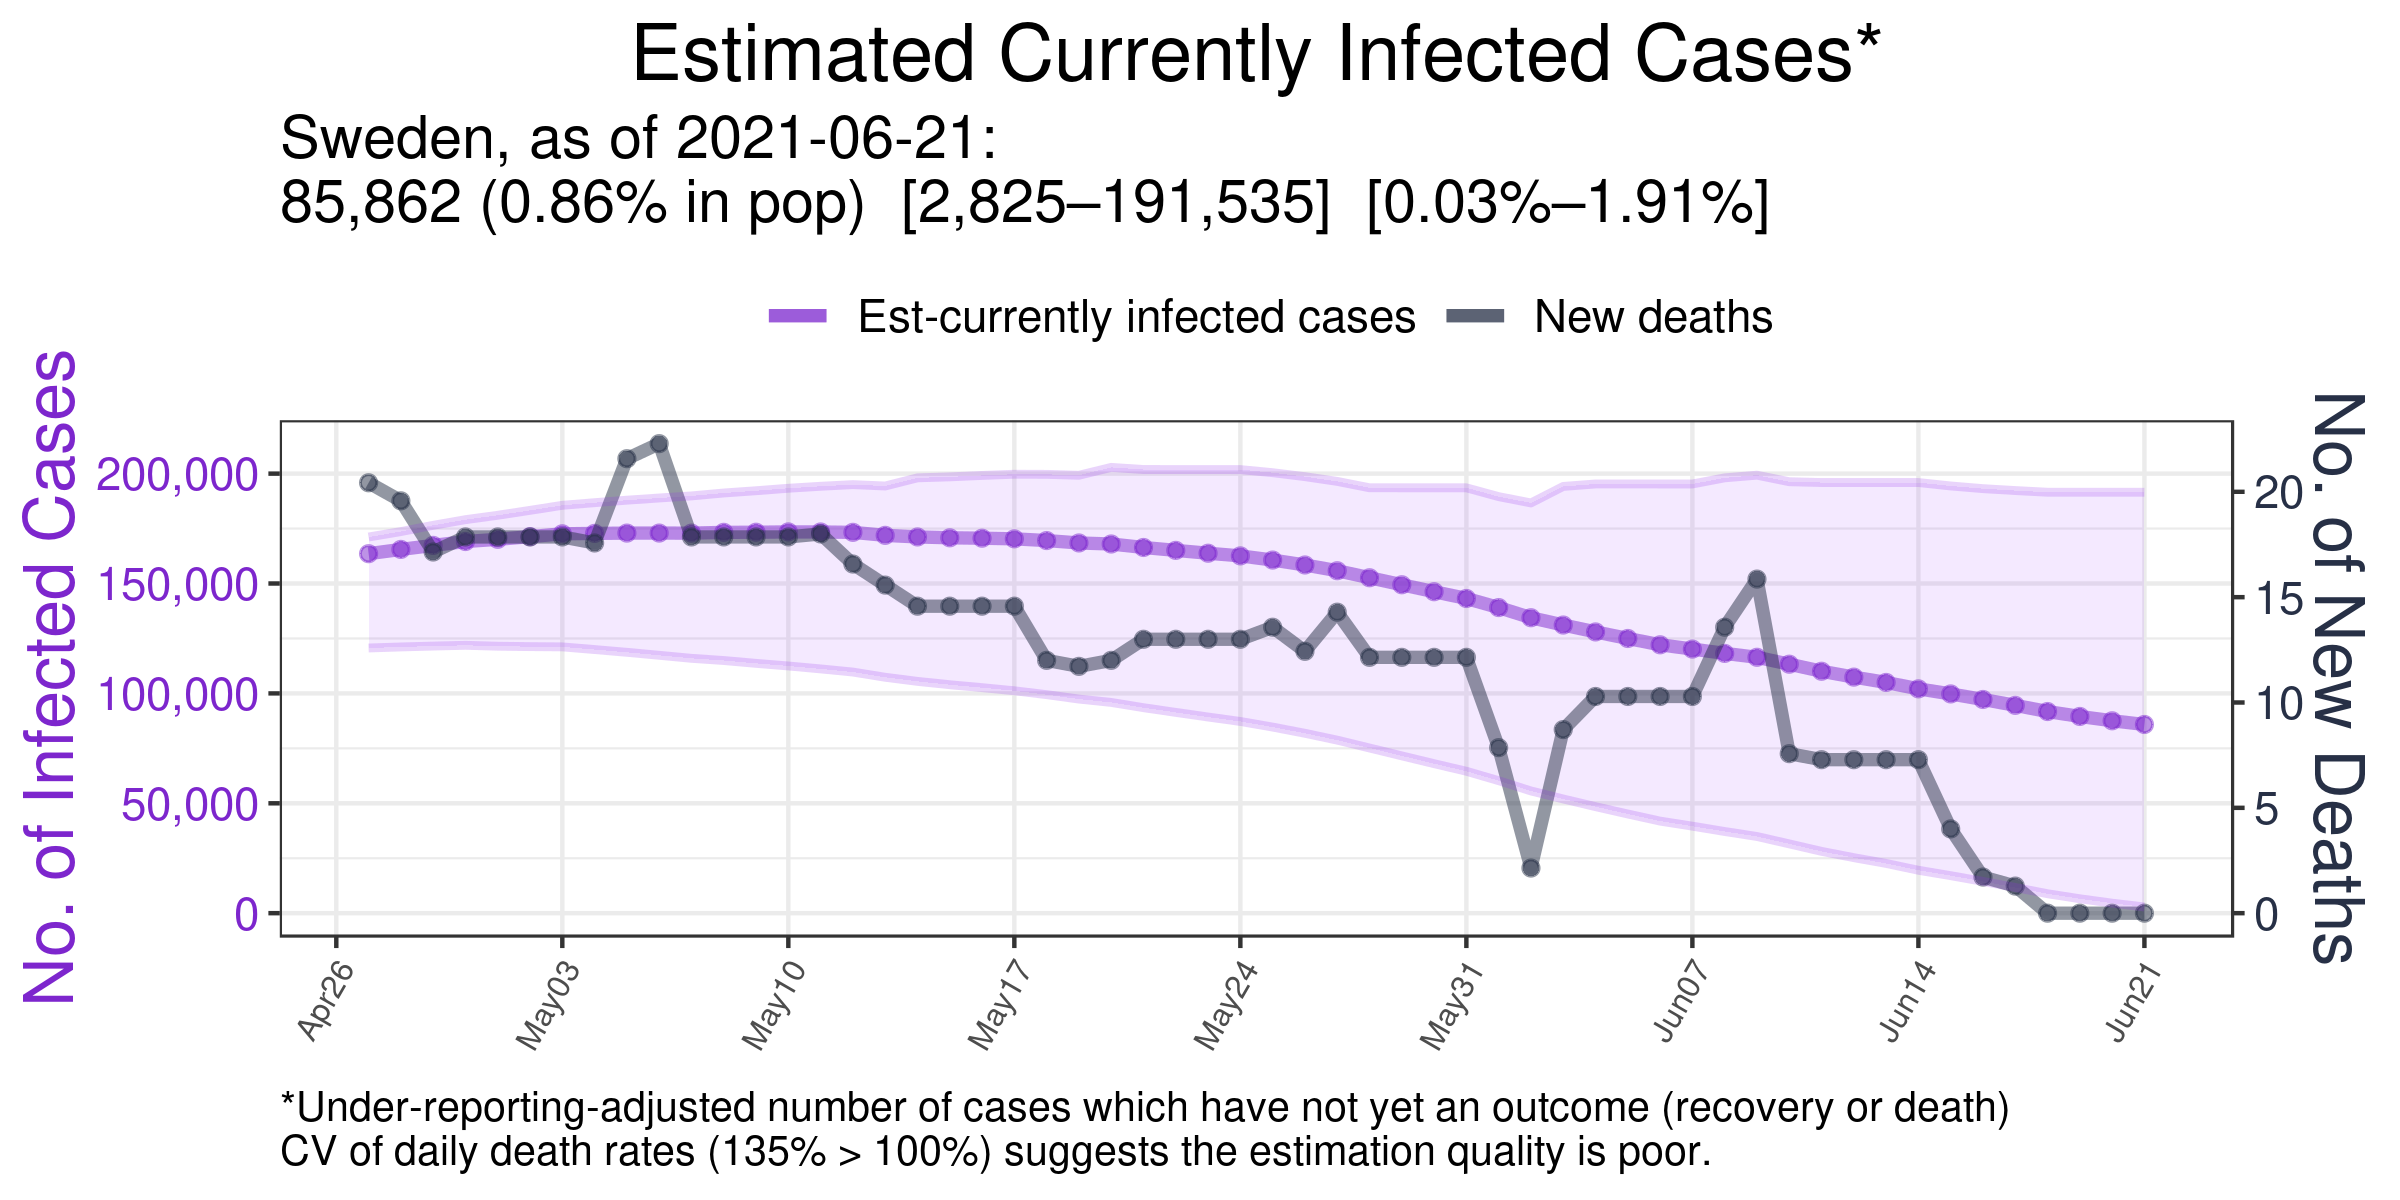 Estimated Currently Infected Cases*
Sweden, as of 2021-06-21:
85,862 (0.86% in pop)  [2,825–191,535]  [0.03%–1.91%]
Est-currently infected cases
New deaths
No. of Infected Cases
200,000
150,000
100,000
50,000
0
No. of New Deaths
20
15
10
5
0
Apr26
May03
May10
May17
May24
May31
Jun07
Jun14
Jun21
*Under-reporting-adjusted number of cases which have not yet an outcome (recovery or death)
CV of daily death rates (135% > 100%) suggests the estimation quality is poor.